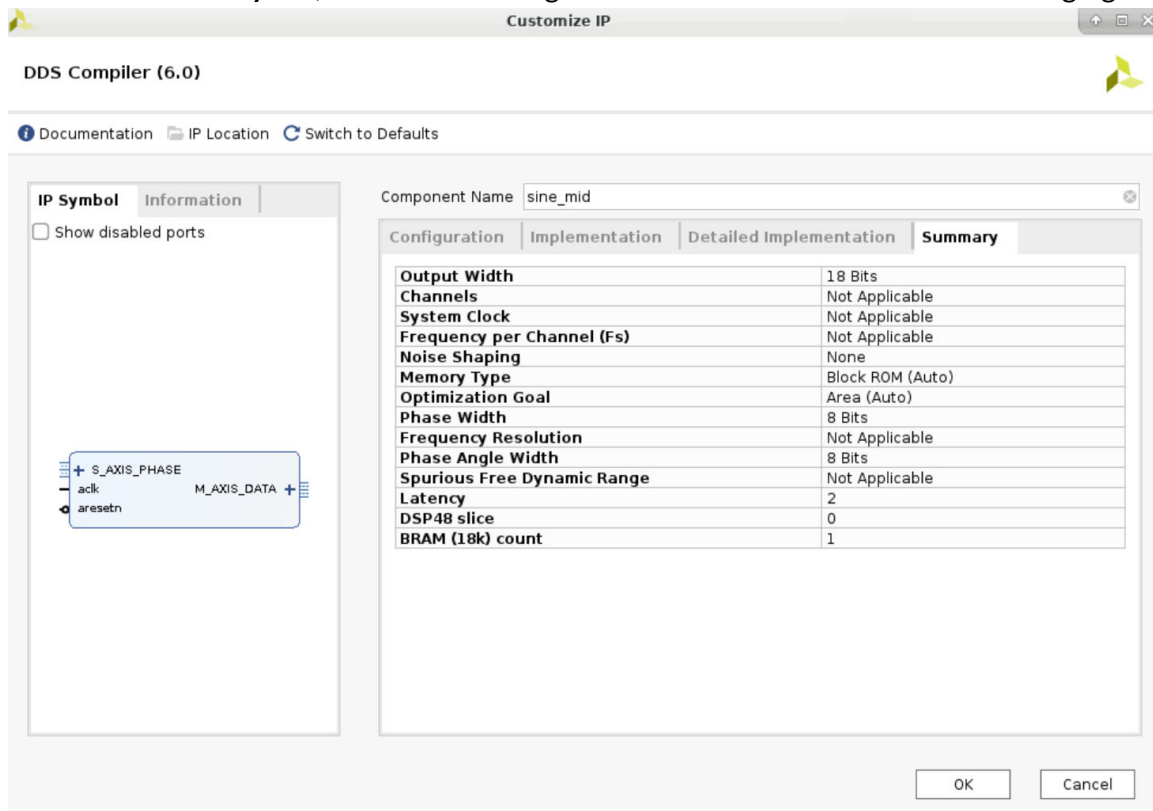 Customize IP
DDS Compiler (6.0)
Documentation IP Location Switch to Defaults
IP Symbol Information
Show disabled ports
S_AXIS_PHASE
aclk M_AXIS_DATA
aresetn
Component Name sine_mid
Configuration Implementation Detailed Implementation Summary
Output Width 18 Bits
Channels Not Applicable
System Clock Not Applicable
Frequency per Channel (Fs) Not Applicable
Noise Shaping None
Memory Type Block ROM (Auto)
Optimization Goal Area (Auto)
Phase Width 8 Bits
Frequency Resolution Not Applicable
Phase Angle Width 8 Bits
Spurious Free Dynamic Range Not Applicable
Latency 2
DSP48 slice 0
BRAM (18k) count 1
OK Cancel